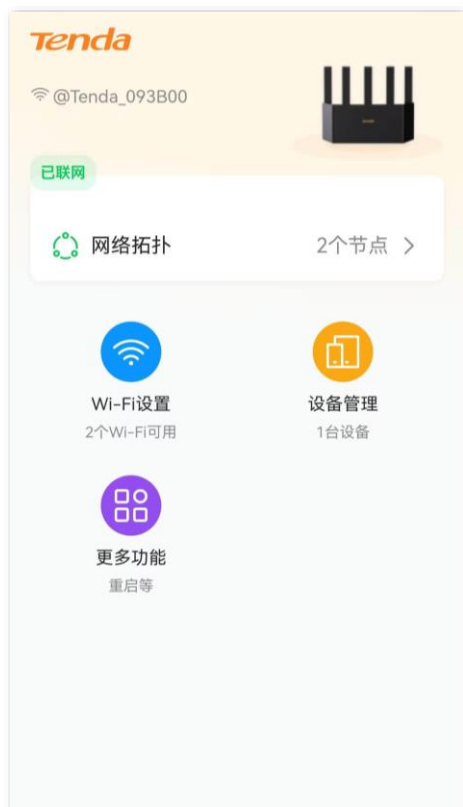 Tenda
@Tenda_093B00
已联网
网络拓扑
2个节点
Wi-Fi设置
设备管理
2个Wi-Fi可用
1台设备
更多功能
重启等